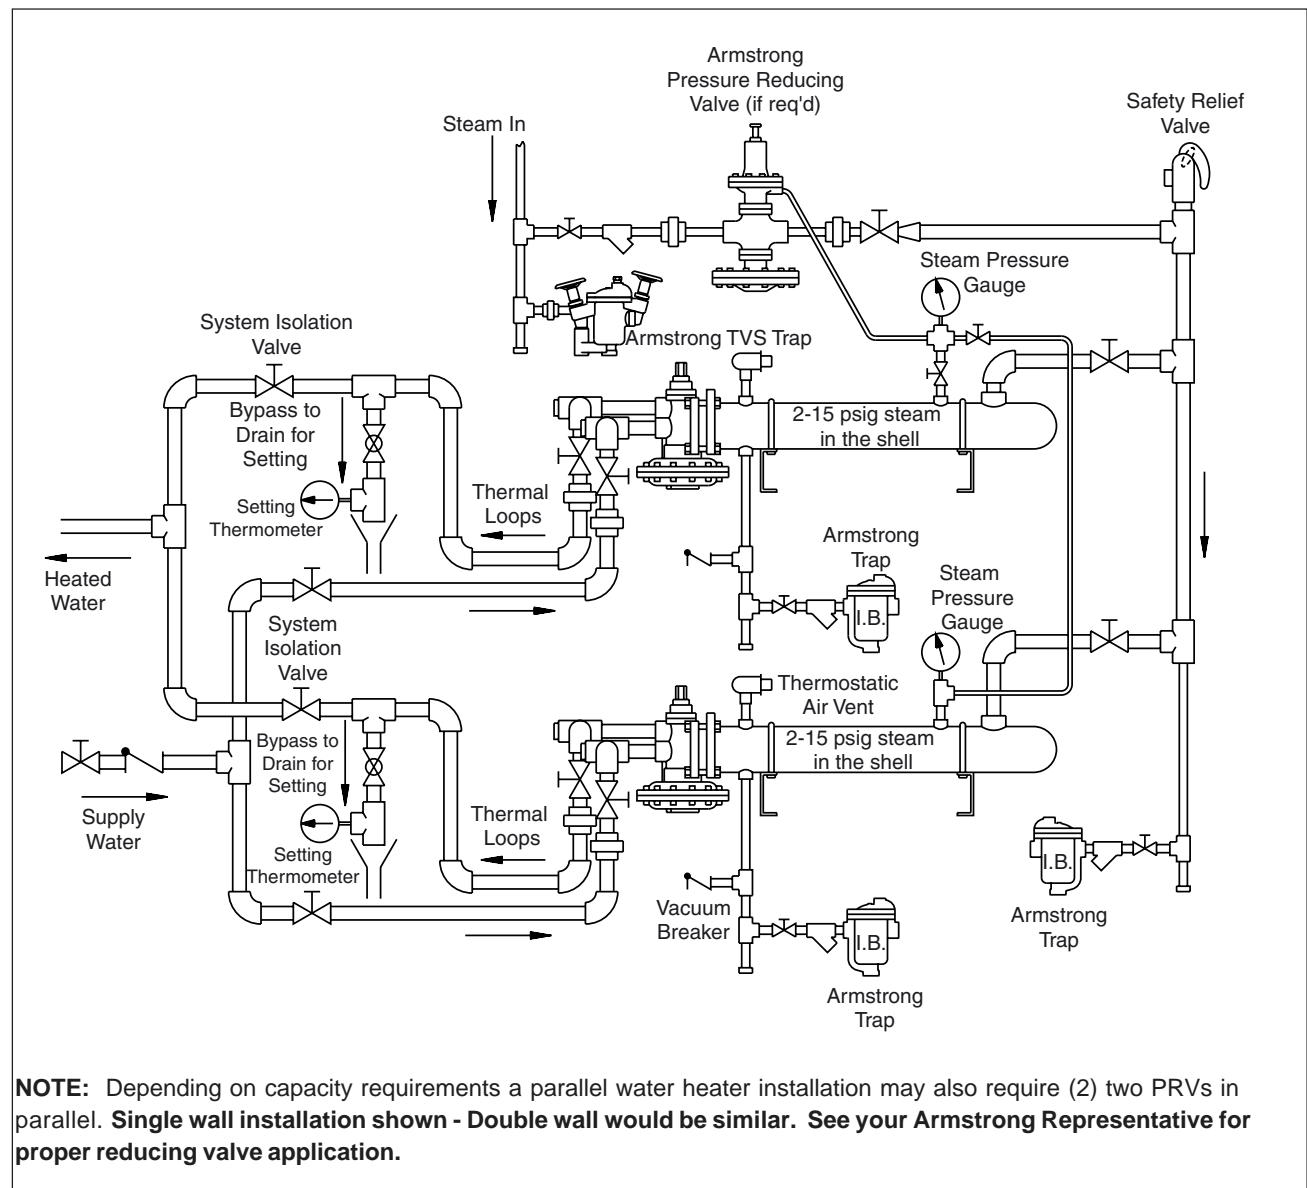 Armstrong
Pressure Reducing
Valve (if req'd)
Safety Relief
Valve
Steam In
Steam Pressure
Gauge
System Isolation
Valve
Armstrong TVS Trap
Bypass to
Drain for
Setting
2-15 psig steam
in the shell
Setting
Thermometer
Thermal
Loops
Heated
Water
Armstrong
Trap
I.B.
Steam
Pressure
Gauge
System
Isolation
Valve
Thermostatic
Air Vent
Bypass to
Drain for
Setting
2-15 psig steam
in the shell
Supply
Water
Thermal
Loops
Setting
Thermometer
I.B.
Armstrong
Trap
Vacuum
Breaker
I.B.
Armstrong
Trap
NOTE: Depending on capacity requirements a parallel water heater installation may also require (2) two PRVs in
parallel. Single wall installation shown - Double wall would be similar. See your Armstrong Representative for
proper reducing valve application.